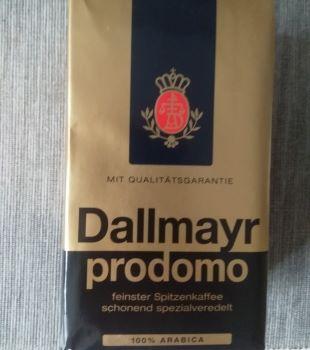 MIT QUALITÄTSGARANTIE
Dallmayr
prodomo
feinster Spitzenkaffee
schonend spezialveredelt
100% ARABICA